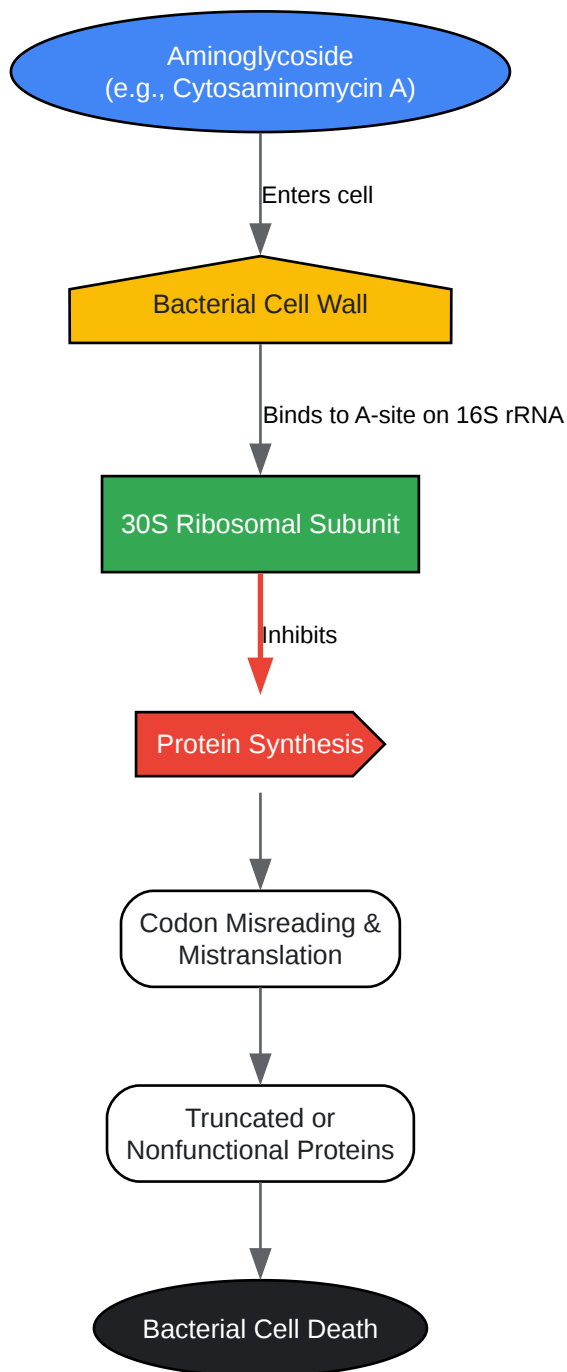 Aminoglycoside
(e.g., Cytosaminomycin A)
Enters cell
Bacterial Cell Wall
Binds to A-site on 16S rRNA
30S Ribosomal Subunit
Inhibits
Protein Synthesis
Codon Misreading &
Mistranslation
Truncated or
Nonfunctional Proteins
Bacterial Cell Death